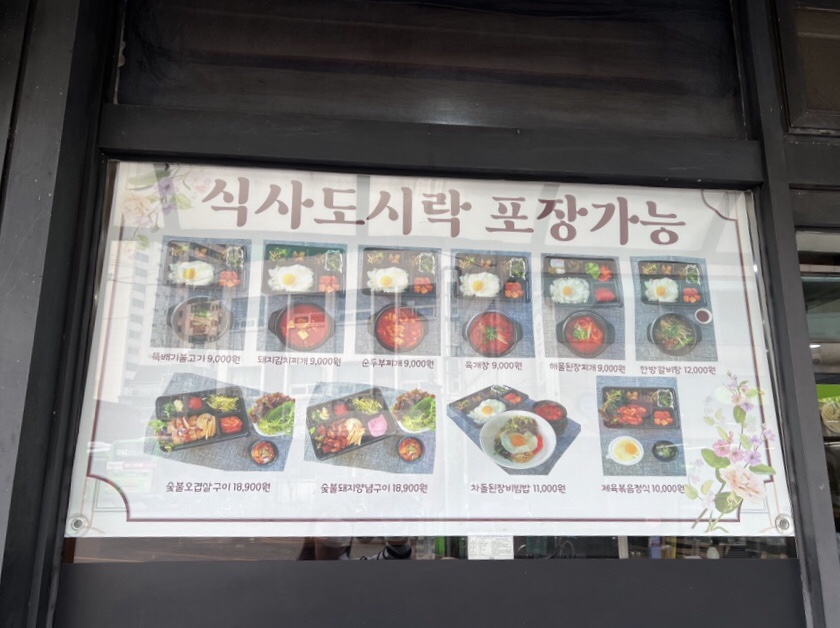 식사도시락 포장가능
뚝배기불고기 9,000원
돼지김치찌개 9,000원
순두부찌개 9,000원
육개장 9,000원
해물된장찌개 9,000원
한방갈비탕 12,000원
숯불오겹살구이 18,900원
숯불돼지양념구이 18,900원
차돌된장비빔밥 11,000원
제육볶음정식 10,000원